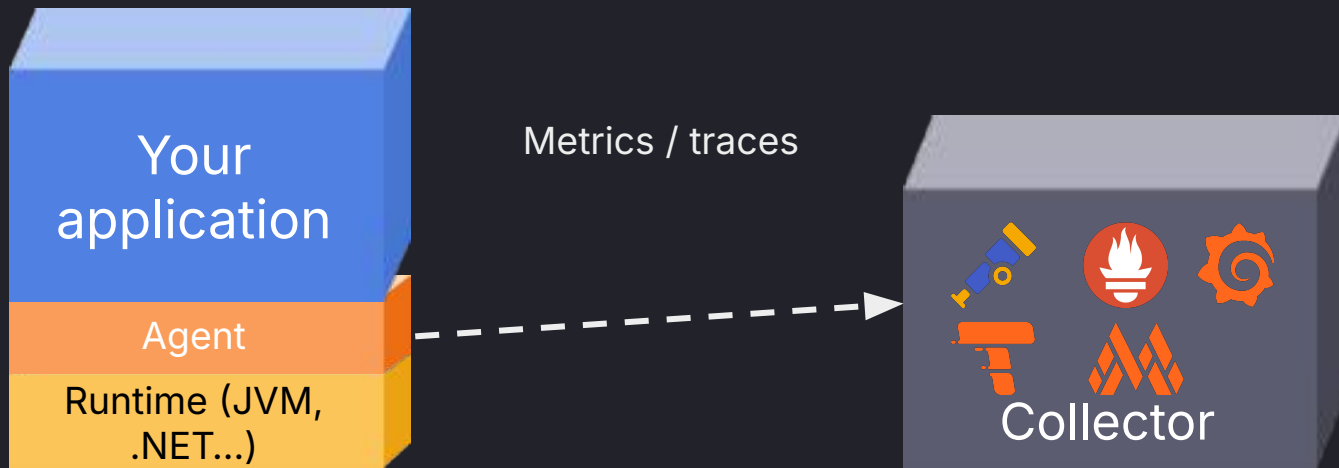 Your
application
Agent
Runtime (JVM,
.NET...)
Metrics / traces
Collector